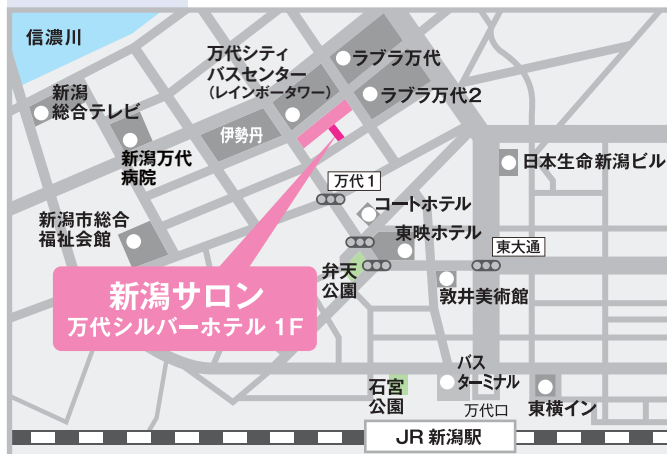 信濃川
万代シティ
バスセンター
（レインボータワー）
ラブラ万代
ラブラ万代2
新潟
総合テレビ
伊勢丹
新潟万代
病院
日本生命新潟ビル
万代1
コートホテル
新潟市総合
福祉会館
東映ホテル
東大通
弁天
公園
敦井美術館
新潟サロン
万代シルバーホテル 1F
バス
ターミナル
石宮
公園
万代口
東横イン
JR 新潟駅